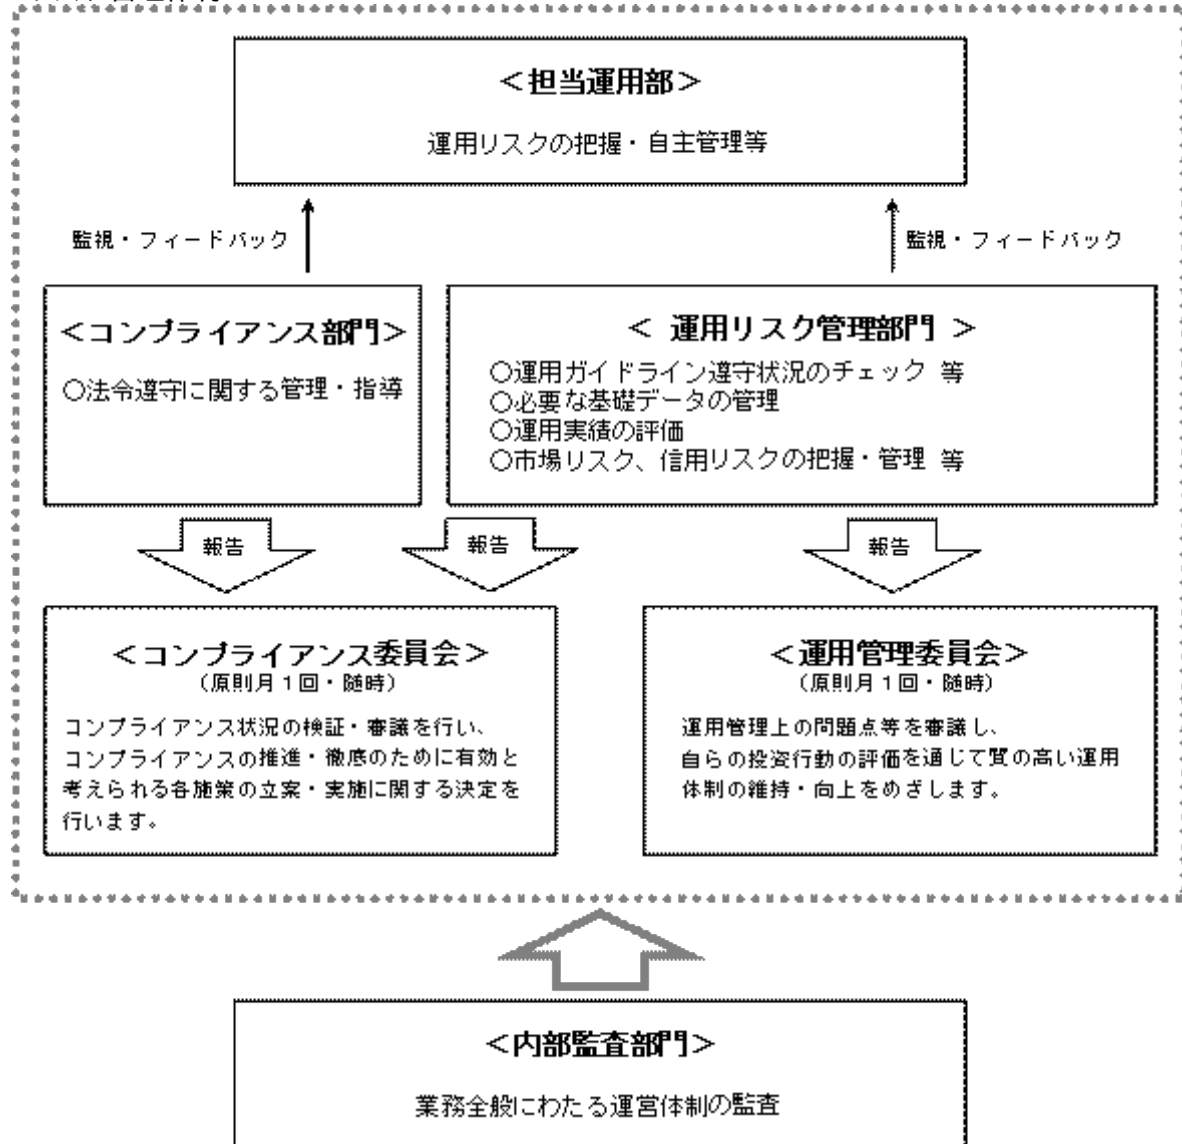 ＜担当運用部＞
運用リスクの把握・自主管理等
監視・フィードバック
監視・フィードバック
＜コンプライアンス部門＞
○法令遵守に関する管理・指導
＜ 運用リスク管理部門 ＞
○運用ガイドライン遵守状況のチェック 等
○必要な基礎データの管理
○運用実績の評価
○市場リスク、信用リスクの把握・管理 等
報告
報告
報告
＜コンプライアンス委員会＞
（原則月１回・随時）
コンプライアンス状況の検証・審議を行い、
コンプライアンスの推進・徹底のために有効と
考えられる各施策の立案・実施に関する決定を
行います。
＜運用管理委員会＞
（原則月１回・随時）
運用管理上の問題点等を審議し、
自らの投資行動の評価を通じて質の高い運用
体制の維持・向上をめざします。
＜内部監査部門＞
業務全般にわたる運営体制の監査